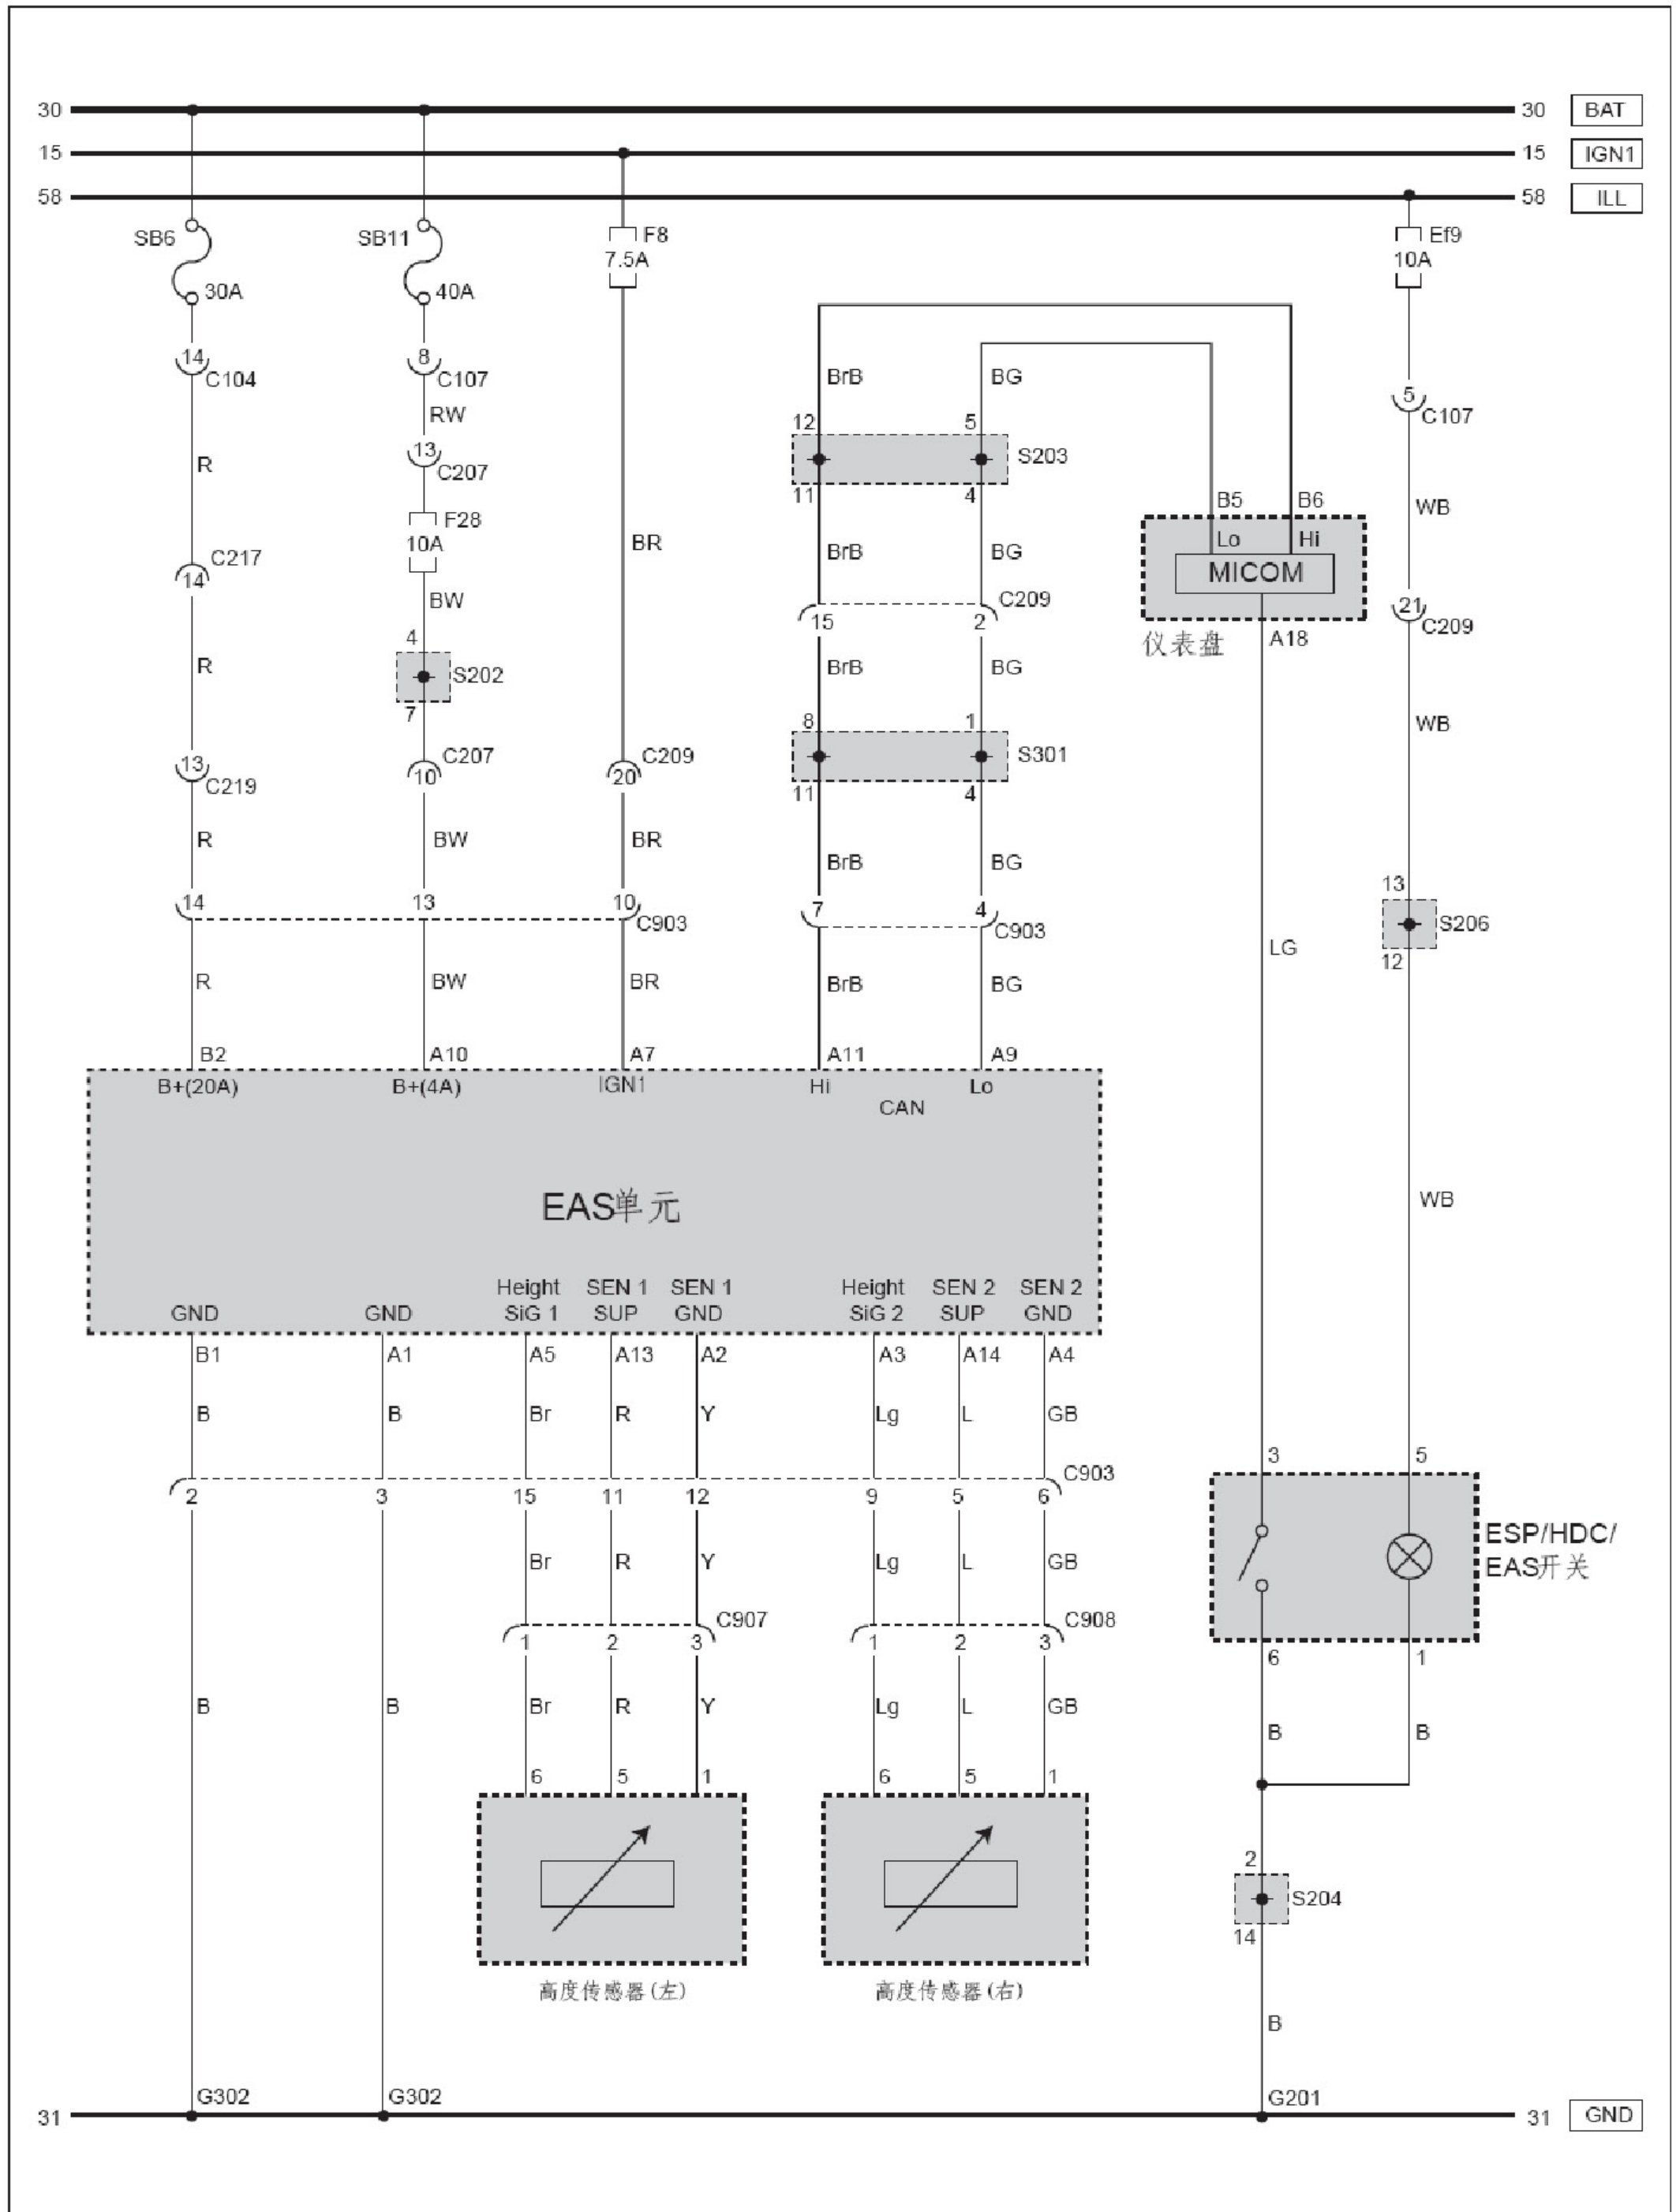 30 30 BAT
15 15 IGN1
58 58 ILL
SB6 SB11 F8 Ef9
7.5A 10A
30A 40A
14 8
C104 C107
BrB BG
5
C107
RW
12 5
13
C207
R
S203
11 4
B5 B6
WB
F28
10A
BR
Lo Hi
BrB BG
C217
14
MICOM
BW
C209
15 2
21
C209
4
仪表盘 A18
R
S202
BrB BG
7
8 1
WB
13
C219
C207
10
C209
20
S301
11 4
R BW BR
BrB BG
14 13 10
C903
7 4
C903
13
S206
12
LG
R BW BR BrB BG
B2 A10 A7 A11 A9
B+(20A) B+(4A) IGN1 Hi Lo
CAN
EAS单元
WB
Height SEN 1 SEN 1 Height SEN 2 SEN 2
GND GND SiG 1 SUP GND SiG 2 SUP GND
B1 A1 A5 A13 A2 A3 A14 A4
B B Br R Y Lg L GB
3 5
C903
2 3 15 11 12 9 5 6
ESP/HDC/
EAS开关
Br R Y Lg L GB
C907 C908
1 2 3 1 2 3
6 1
B B Br R Y Lg L GB
B B
6 5 1 6 5 1
2
S204
14
高度传感器(左) 高度传感器(右)
B
G302 G302 G201
31 31 GND